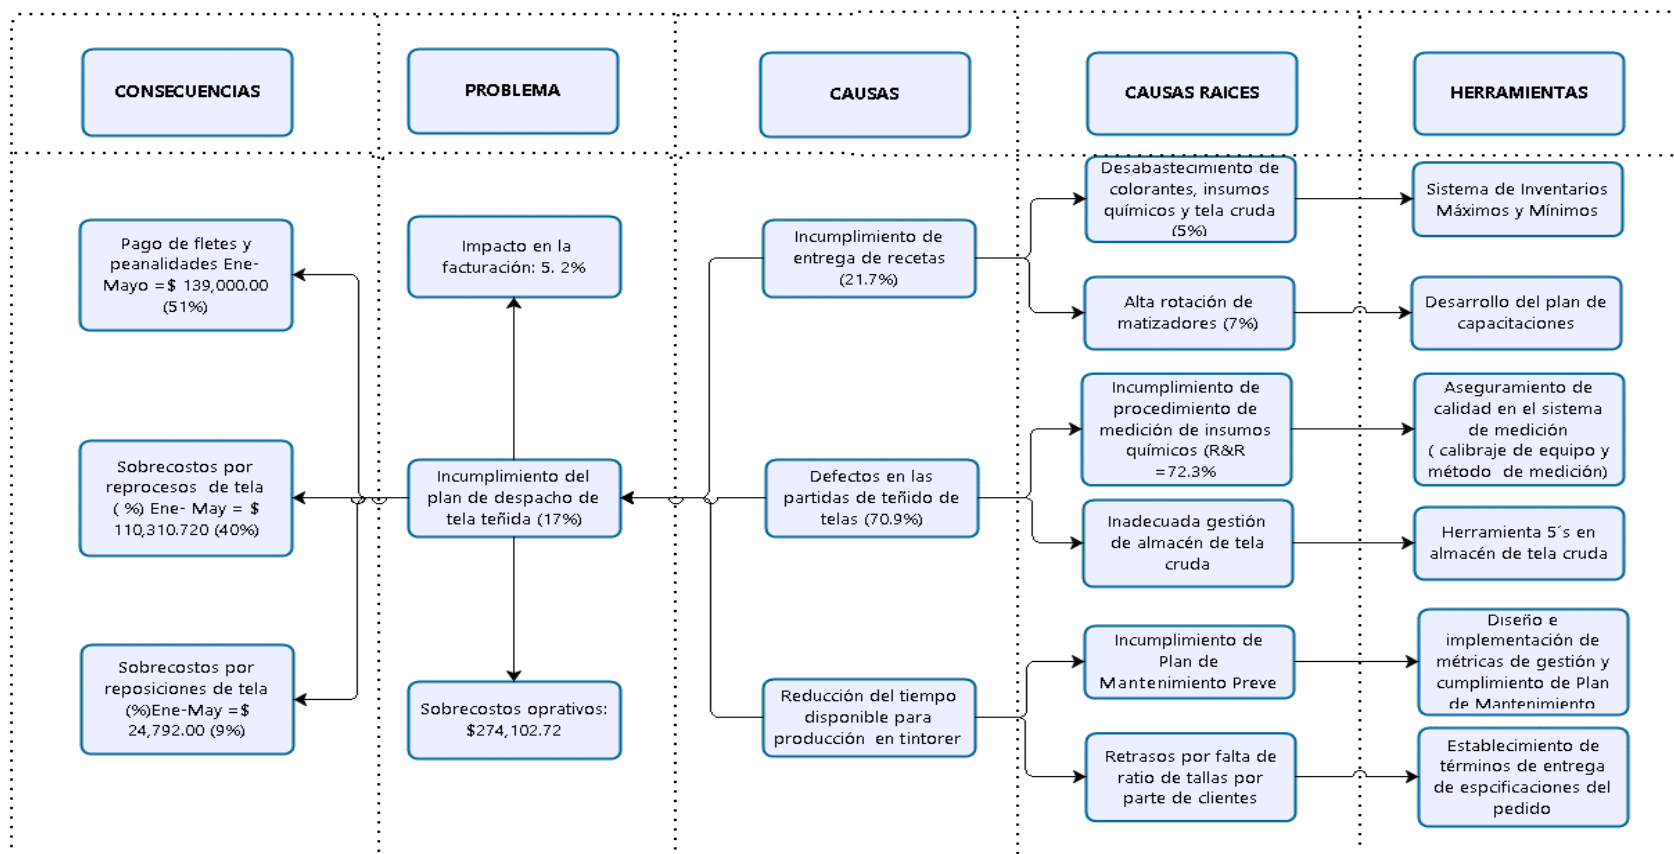 CONSECUENCIAS
PROBLEMA
CAUSAS
CAUSAS RAICES
HERRAMIENTAS
Pago de fletes y
peanalidades Ene-
Mayo =$ 139,000.00
(51%)
Sobrecostos por
reprocesos de tela
( %) Ene- May = $
110,310.720 (40%)
Sobrecostos por
reposiciones de tela
(%)Ene-May =$
24,792.00 (9%)
Impacto en la
facturación: 5. 2%
Incumplimiento del
plan de despacho de
tela teñida (17%)
Sobrecostos oprativos:
$274,102.72
Incumplimiento de
entrega de recetas
(21.7%)
Defectos en las
partidas de teñido de
telas (70.9%)
Reducción del tiempo
disponible para
producción en tintorer
Desabastecimiento de
colorantes, insumos
químicos y tela cruda
(5%)
Alta rotación de
matizadores (7%)
Incumplimiento de
procedimiento de
medición de insumos
químicos (R&R
=72.3%
Inadecuada gestión
de almacén de tela
cruda
Incumplimiento de
Plan de
Mantenimiento Preve
Retrasos por falta de
ratio de tallas por
parte de clientes
Sistema de Inventarios
Máximos y Mínimos
Desarrollo del plan de
capacitaciones
Aseguramiento de
calidad en el sistema
de medición
( calibraje de equipo y
método de medición)
Herramienta 5´s en
almacén de tela cruda
Diseño e
implementación de
métricas de gestión y
cumplimiento de Plan
de Mantenimiento
Establecimiento de
términos de entrega
de espcificaciones del
pedido